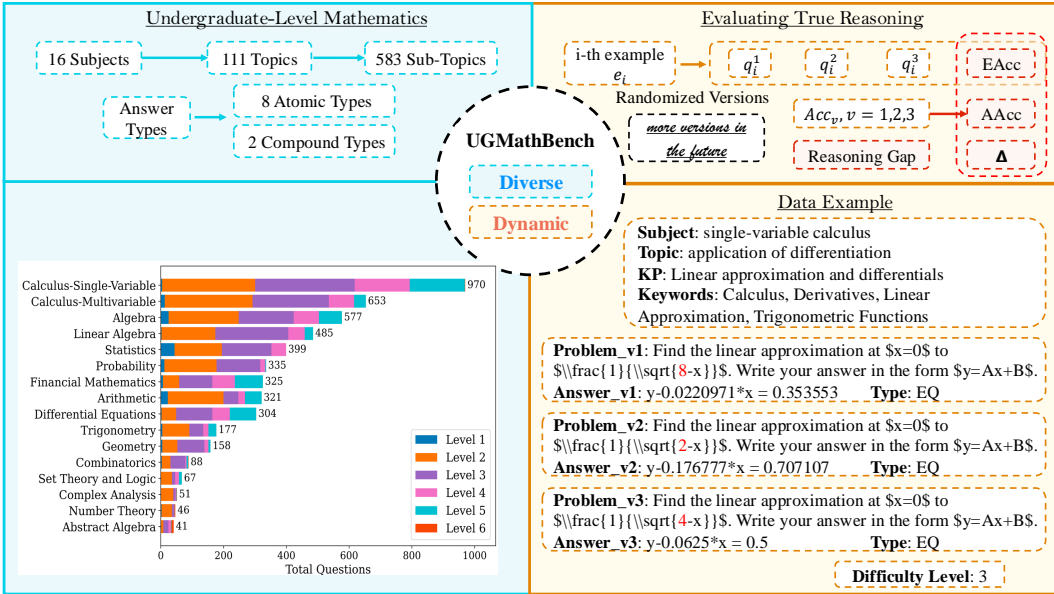 Undergraduate-Level Mathematics
16 Subjects
111 Topics
583 Sub-Topics
Answer
Types
8 Atomic Types
2 Compound Types
Evaluating True Reasoning
i-th example
e_i
q_i^1
q_i^2
q_i^3
EAcc
Randomized Versions
more versions in
the future
Acc_v, v = 1,2,3
AAcc
Reasoning Gap
Δ
UGMathBench
Diverse
Dynamic
Calculus-Single-Variable 970
Calculus-Multivariable 653
Algebra 577
Linear Algebra 485
Statistics 399
Probability 335
Financial Mathematics 325
Arithmetic 321
Differential Equations 304
Trigonometry 177
Geometry 158
Combinatorics 88
Set Theory and Logic 67
Complex Analysis 51
Number Theory 46
Abstract Algebra 41
Level 1
Level 2
Level 3
Level 4
Level 5
Level 6
0 200 400 600 800 1000
Total Questions
Data Example
Subject: single-variable calculus
Topic: application of differentiation
KP: Linear approximation and differentials
Keywords: Calculus, Derivatives, Linear
Approximation, Trigonometric Functions
Problem_v1: Find the linear approximation at $x=0$ to
$\\frac{1}{\\sqrt{8-x}}$. Write your answer in the form $y=Ax+B$.
Answer_v1: y-0.0220971*x = 0.353553 Type: EQ
Problem_v2: Find the linear approximation at $x=0$ to
$\\frac{1}{\\sqrt{2-x}}$. Write your answer in the form $y=Ax+B$.
Answer_v2: y-0.176777*x = 0.707107 Type: EQ
Problem_v3: Find the linear approximation at $x=0$ to
$\\frac{1}{\\sqrt{4-x}}$. Write your answer in the form $y=Ax+B$.
Answer_v3: y-0.0625*x = 0.5 Type: EQ
Difficulty Level: 3